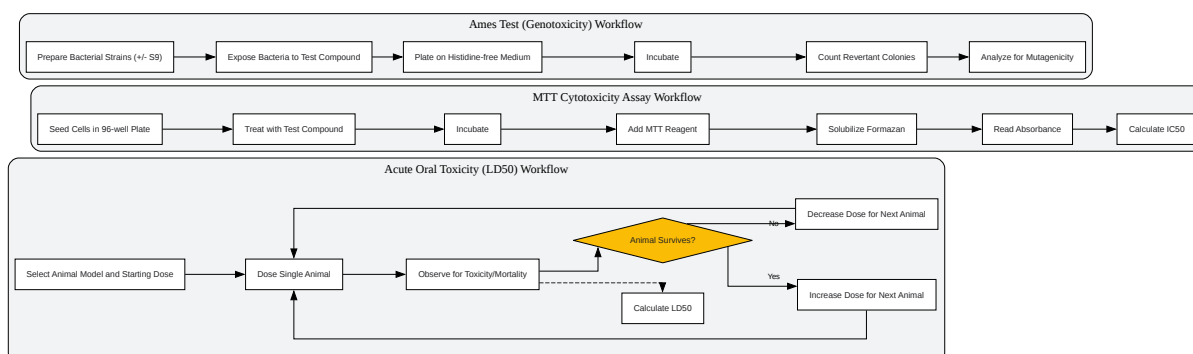 Ames Test (Genotoxicity) Workflow
Prepare Bacterial Strains (+/- S9)
Expose Bacteria to Test Compound
Plate on Histidine-free Medium
Incubate
Count Revertant Colonies
Analyze for Mutagenicity
MTT Cytotoxicity Assay Workflow
Seed Cells in 96-well Plate
Treat with Test Compound
Incubate
Add MTT Reagent
Solubilize Formazan
Read Absorbance
Calculate IC50
Acute Oral Toxicity (LD50) Workflow
Select Animal Model and Starting Dose
Dose Single Animal
Observe for Toxicity/Mortality
Animal Survives?
No
Decrease Dose for Next Animal
Yes
Increase Dose for Next Animal
Calculate LD50